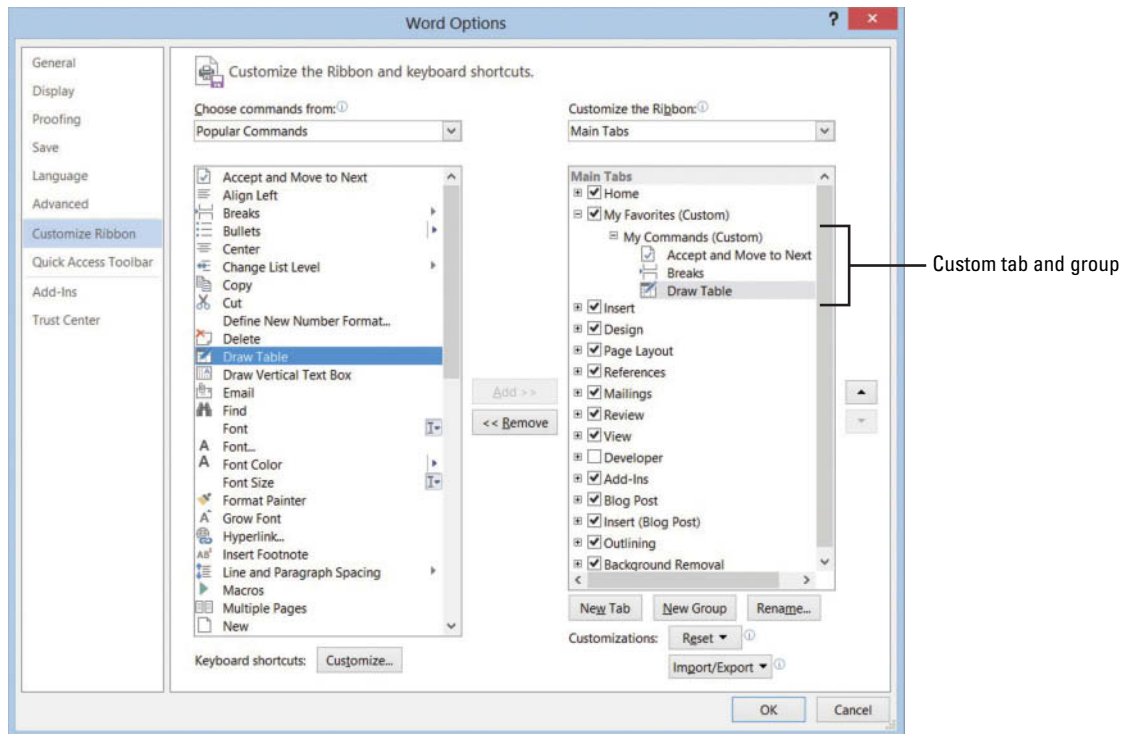 Word Options
?
×
General
Display
Proofing
Save
Language
Advanced
Customize Ribbon
Quick Access Toolbar
Add-Ins
Trust Center
Customize the Ribbon and keyboard shortcuts.
Choose commands from:
Popular Commands
Accept and Move to Next
Align Left
Breaks
Bullets
Center
Change List Level
Copy
Cut
Define New Number Format...
Delete
Draw Table
Draw Vertical Text Box
Email
Find
Font
Font...
Font Color
Font Size
Format Painter
Grow Font
Hyperlink...
Insert Footnote
Line and Paragraph Spacing
Macros
Multiple Pages
New
Keyboard shortcuts: Customize...
Add >>
<< Remove
Customize the Ribbon:
Main Tabs
Main Tabs
Home
My Favorites (Custom)
My Commands (Custom)
Accept and Move to Next
Breaks
Draw Table
Insert
Design
Page Layout
References
Mailings
Review
View
Developer
Add-Ins
Blog Post
Insert (Blog Post)
Outlining
Background Removal
New Tab New Group Rename...
Customizations: Reset
Import/Export
OK Cancel
Custom tab and group